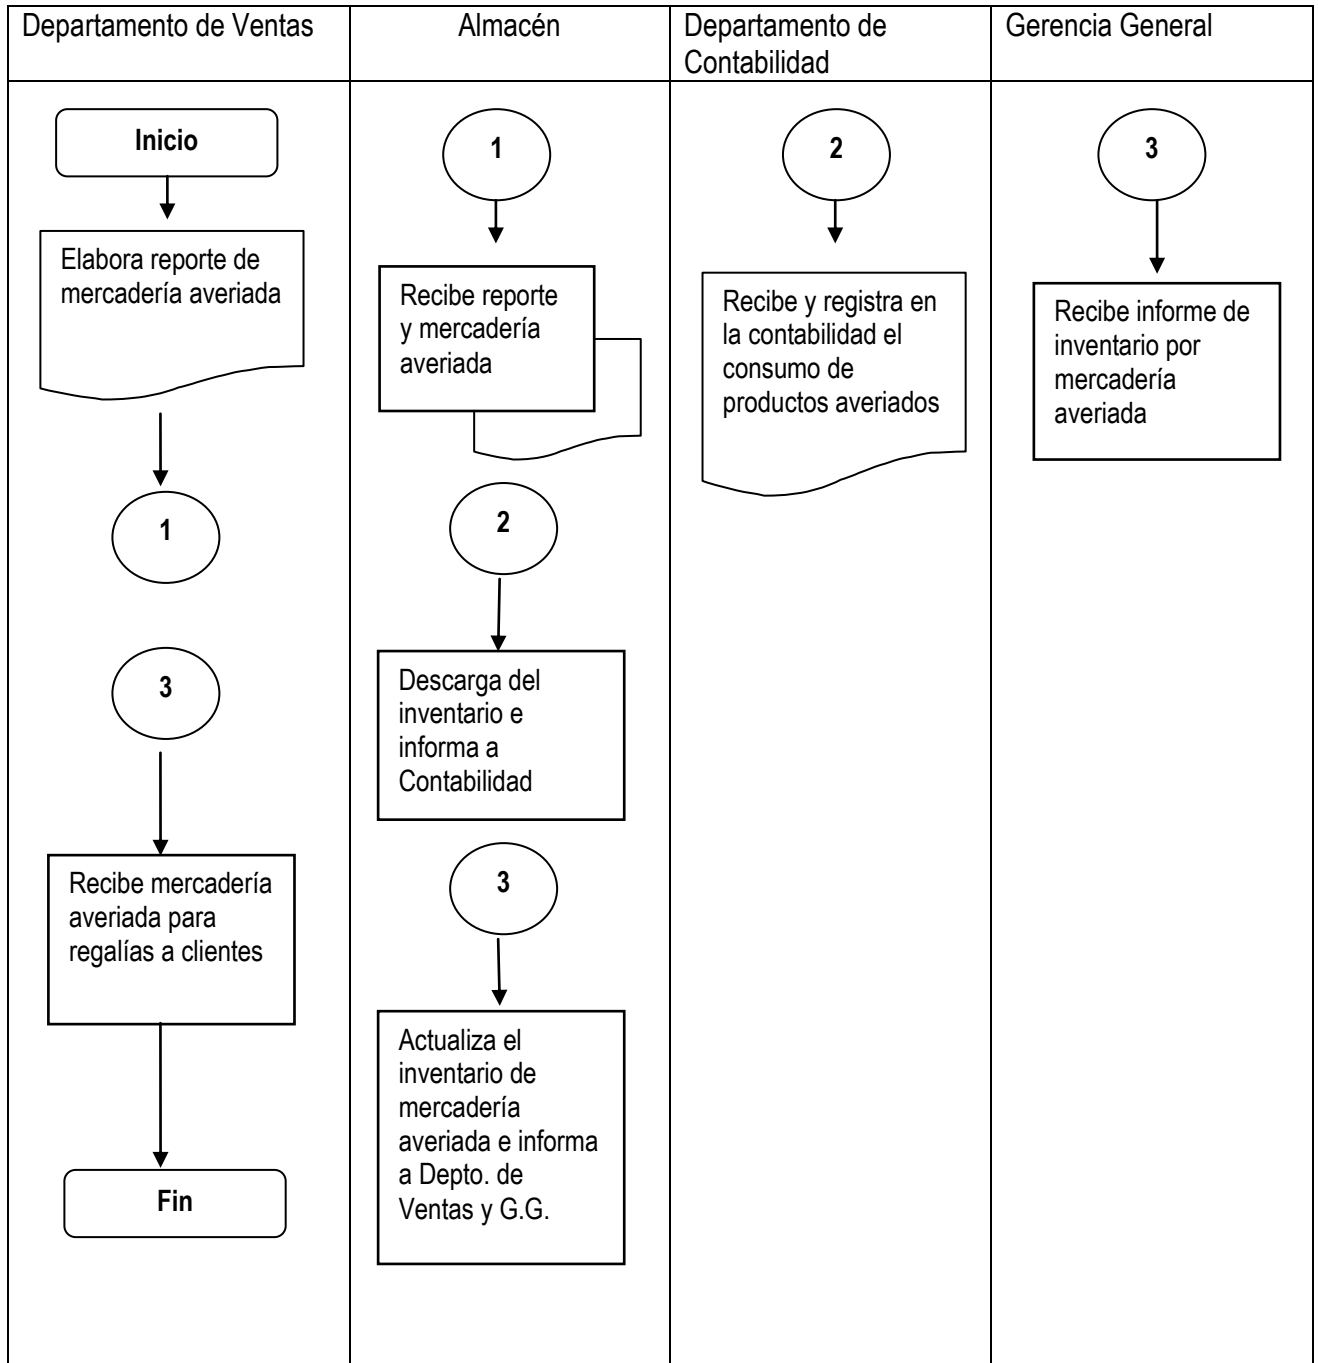 Departamento de Ventas
Almacén
Departamento de
Contabilidad
Gerencia General
Inicio
Elabora reporte de
mercadería averiada
1
3
Recibe mercadería
averiada para
regalías a clientes
Fin
1
Recibe reporte
y mercadería
averiada
2
Descarga del
inventario e
informa a
Contabilidad
3
Actualiza el
inventario de
mercadería
averiada e informa
a Depto. de
Ventas y G.G.
2
Recibe y registra en
la contabilidad el
consumo de
productos averiados
3
Recibe informe de
inventario por
mercadería
averiada